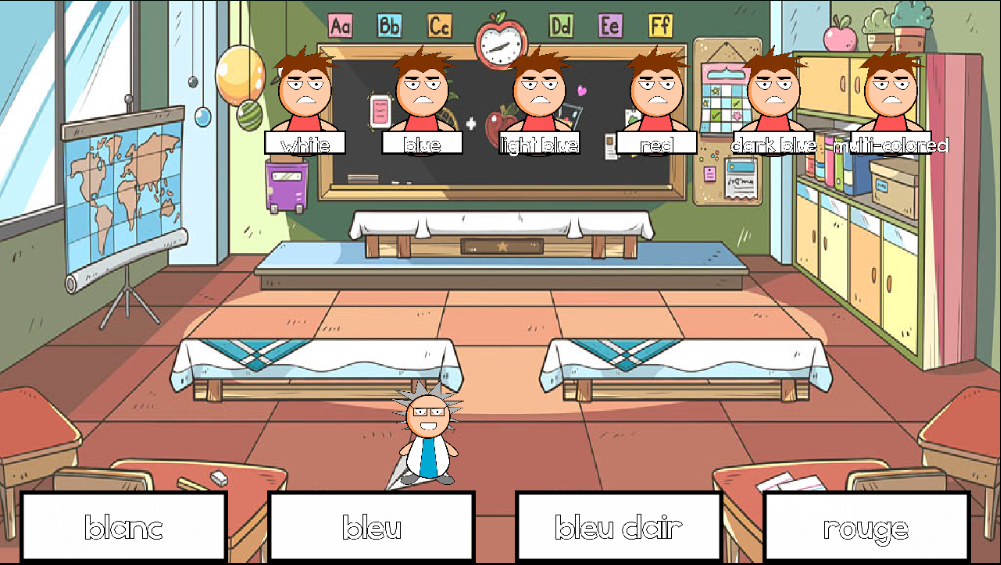 Aa Bb Cc Dd Ee Ff
white blue light blue red dark blue multi-colored
blanc bleu bleu clair rouge